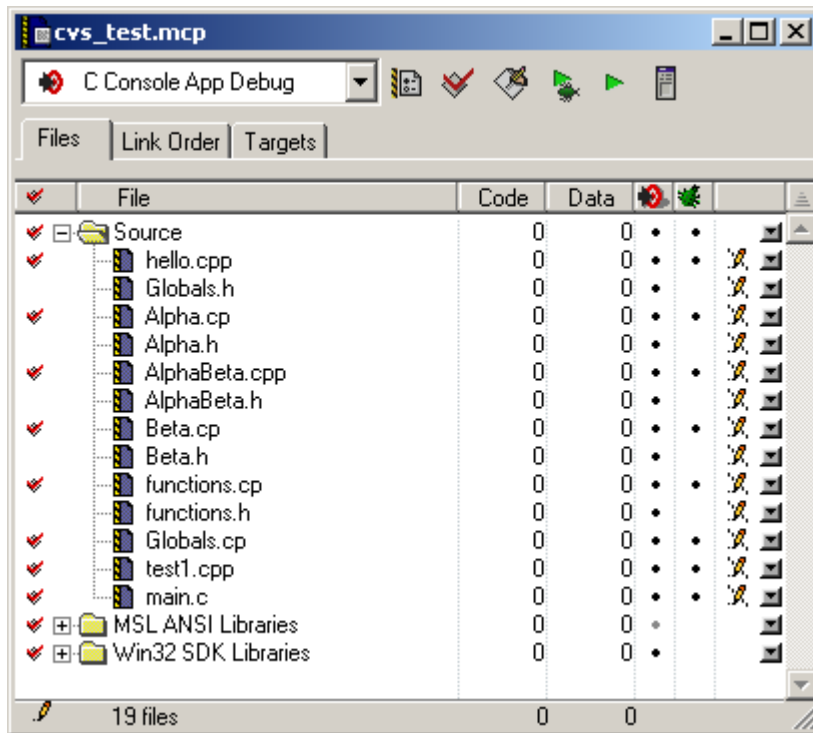 cvs_test.mcp
C Console App Debug
Files Link Order Targets
File Code Data
Source 0 0
hello.cpp 0 0
Globals.h 0 0
Alpha.cp 0 0
Alpha.h 0 0
AlphaBeta.cpp 0 0
AlphaBeta.h 0 0
Beta.cp 0 0
Beta.h 0 0
functions.cp 0 0
functions.h 0 0
Globals.cp 0 0
test1.cpp 0 0
main.c 0 0
MSL ANSI Libraries 0 0
Win32 SDK Libraries 0 0
19 files 0 0